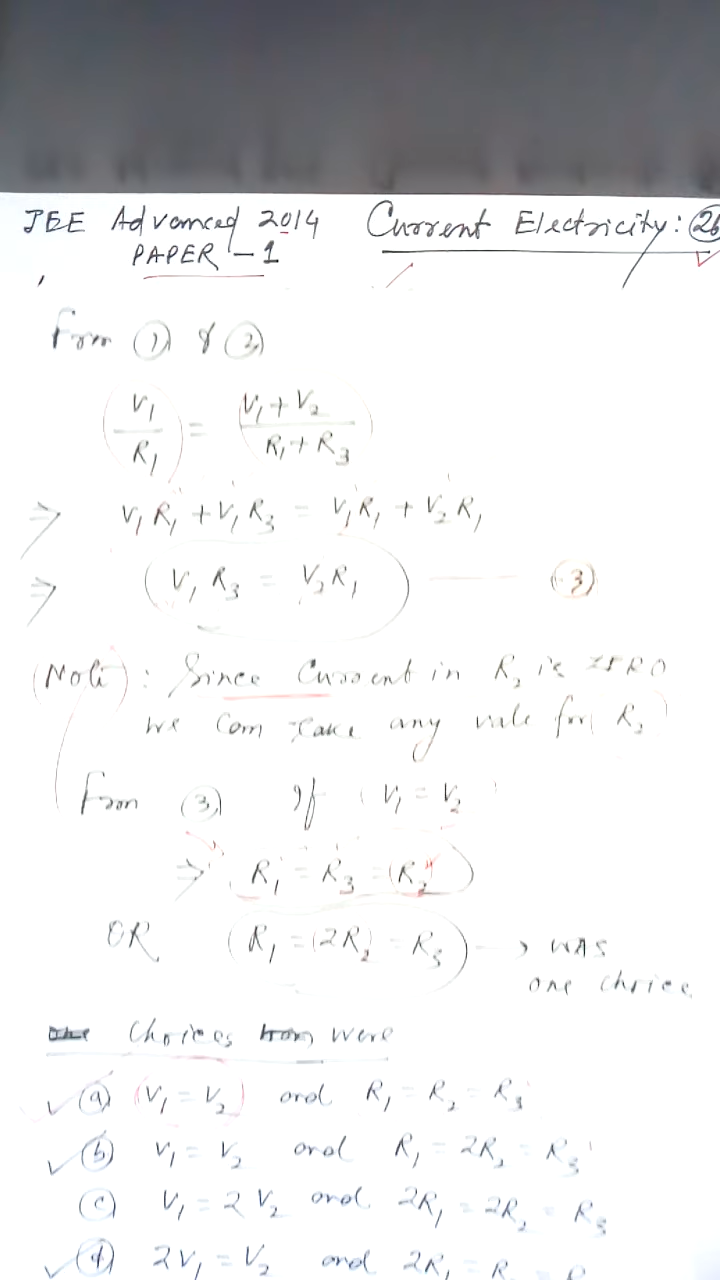 JEE Advanced 2014 Current Electricity: 26
PAPER - 1
From ① & ②
V₁/R₁ = (V₁ + V₂)/(R₁ + R₃)
⇒ V₁R₁ + V₁R₃ = V₁R₁ + V₂R₁
⇒ (V₁R₃ = V₂R₁) — (3)
(Note): Since Current in R₂ is ZERO
we can take any vale for R₂
From (3) If V₁ = V₂
⇒ R₁ = R₃ = (R₂)
OR (R₁ = (2R₂) = R₃) → WAS
one choice
Choices were
✓ (a) (V₁ = V₂) and R₁ = R₂ = R₃
✓ (b) V₁ = V₂ and R₁ = 2R₂ = R₃
(c) V₁ = 2V₂ and 2R₁ = 2R₂ = R₃
✓ (d) 2V₁ = V₂ and 2R₁ = R